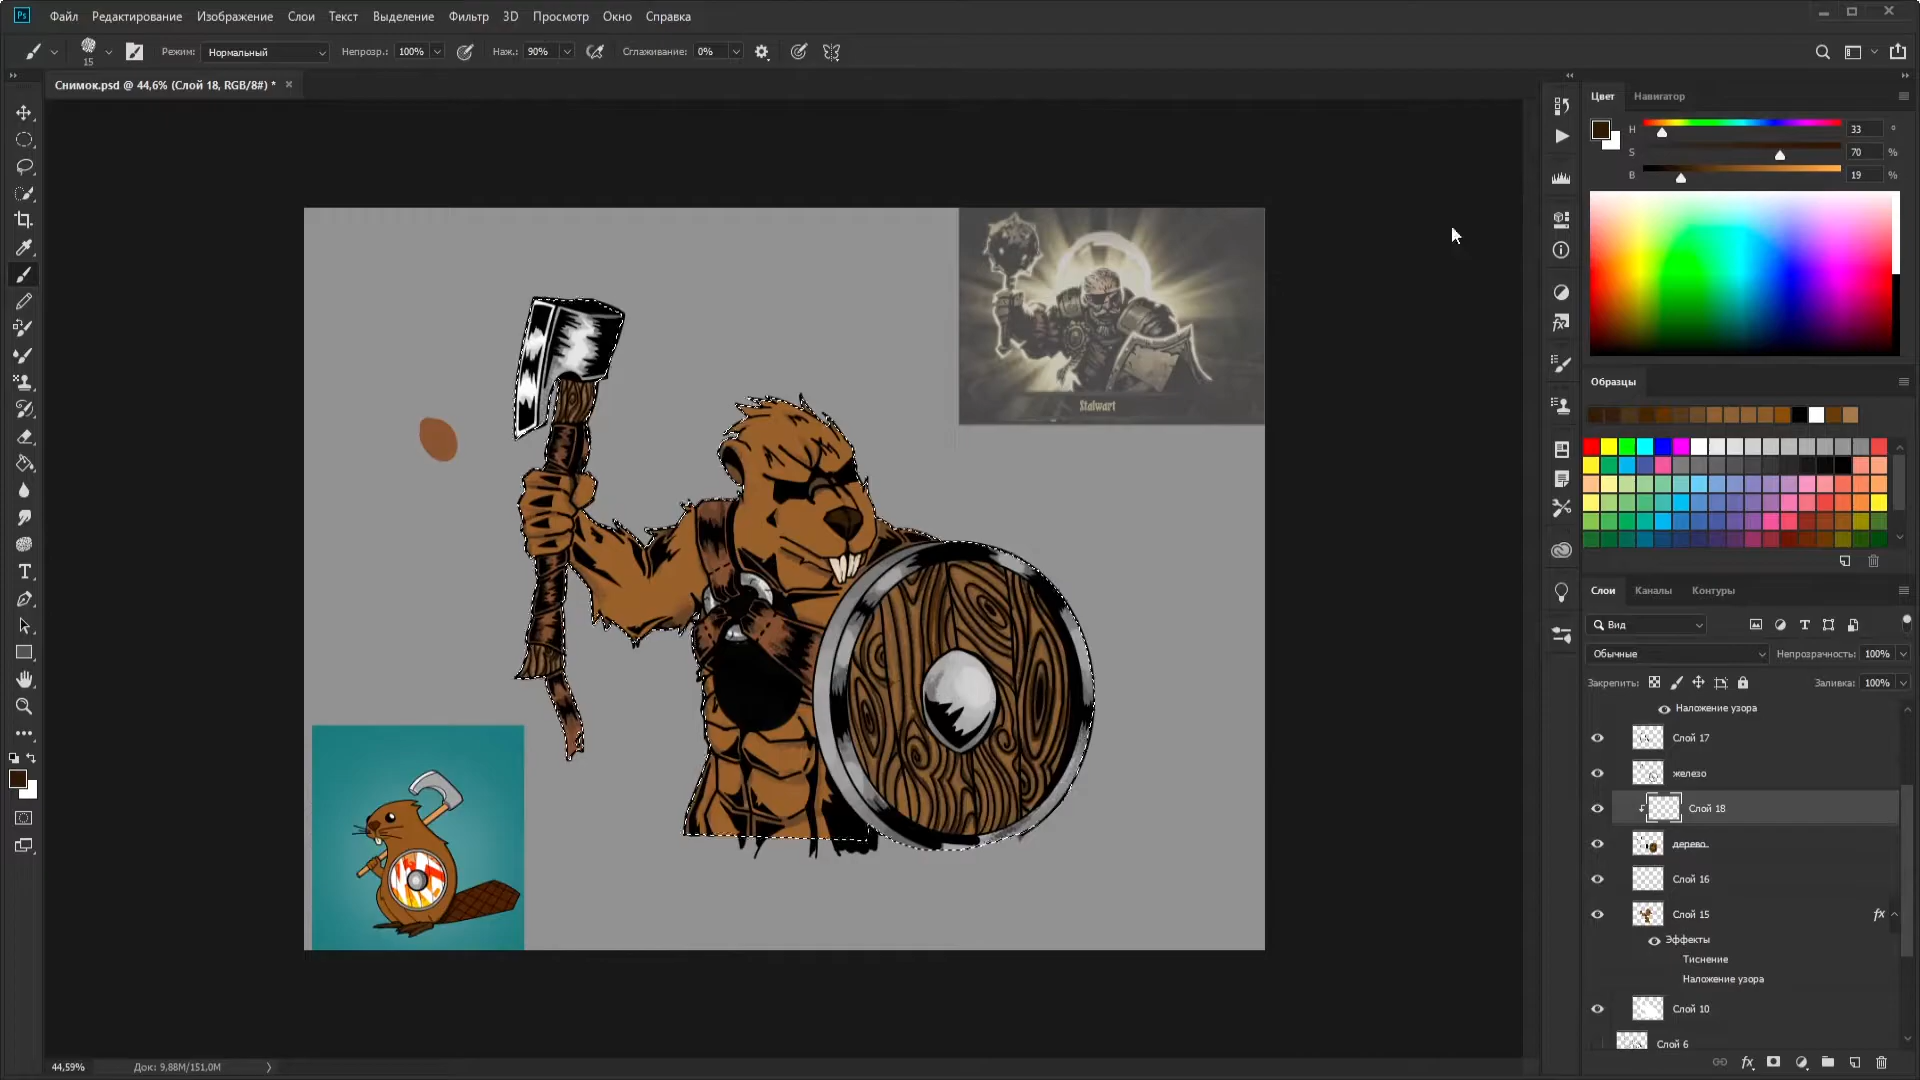 Ps Файл Редактирование Изображение Слои Текст Выделение Фильтр 3D Просмотр Окно Справка
15 Режим: Нормальный Непрозр.: 100% Наж.: 90% Сглаживание: 0%
Снимок.psd @ 44,6% (Слой 18, RGB/8#) *
Цвет Навигатор
H 33 °
S 70 %
B 19 %
Stalwart
Образцы
Слои Каналы Контуры
Вид
Обычные Непрозрачность: 100%
Закрепить: Заливка: 100%
Наложение узора
Слой 17
железо
Слой 18
дерево.
Слой 16
Слой 15 fx
Эффекты
Тиснение
Наложение узора
Слой 10
Слой 6
44,59% Док: 9,88M/151,0M